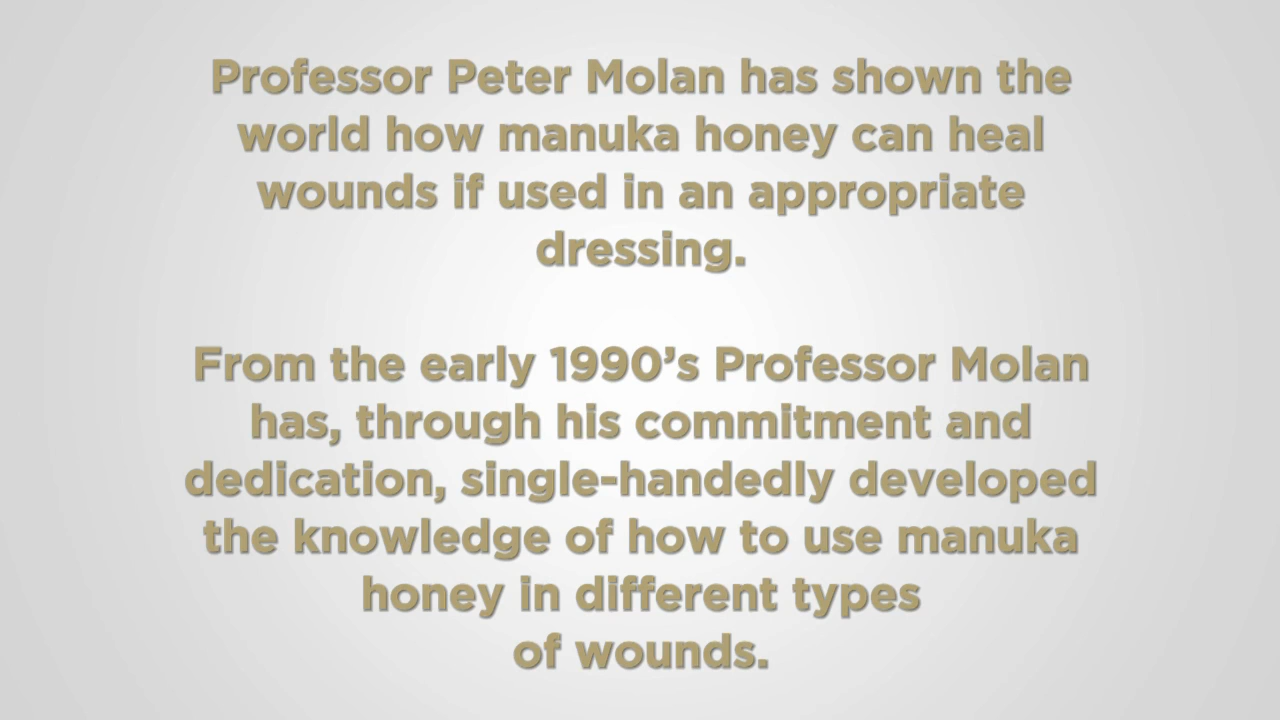 Professor Peter Molan has shown the
world how manuka honey can heal
wounds if used in an appropriate
dressing.
From the early 1990’s Professor Molan
has, through his commitment and
dedication, single-handedly developed
the knowledge of how to use manuka
honey in different types
of wounds.